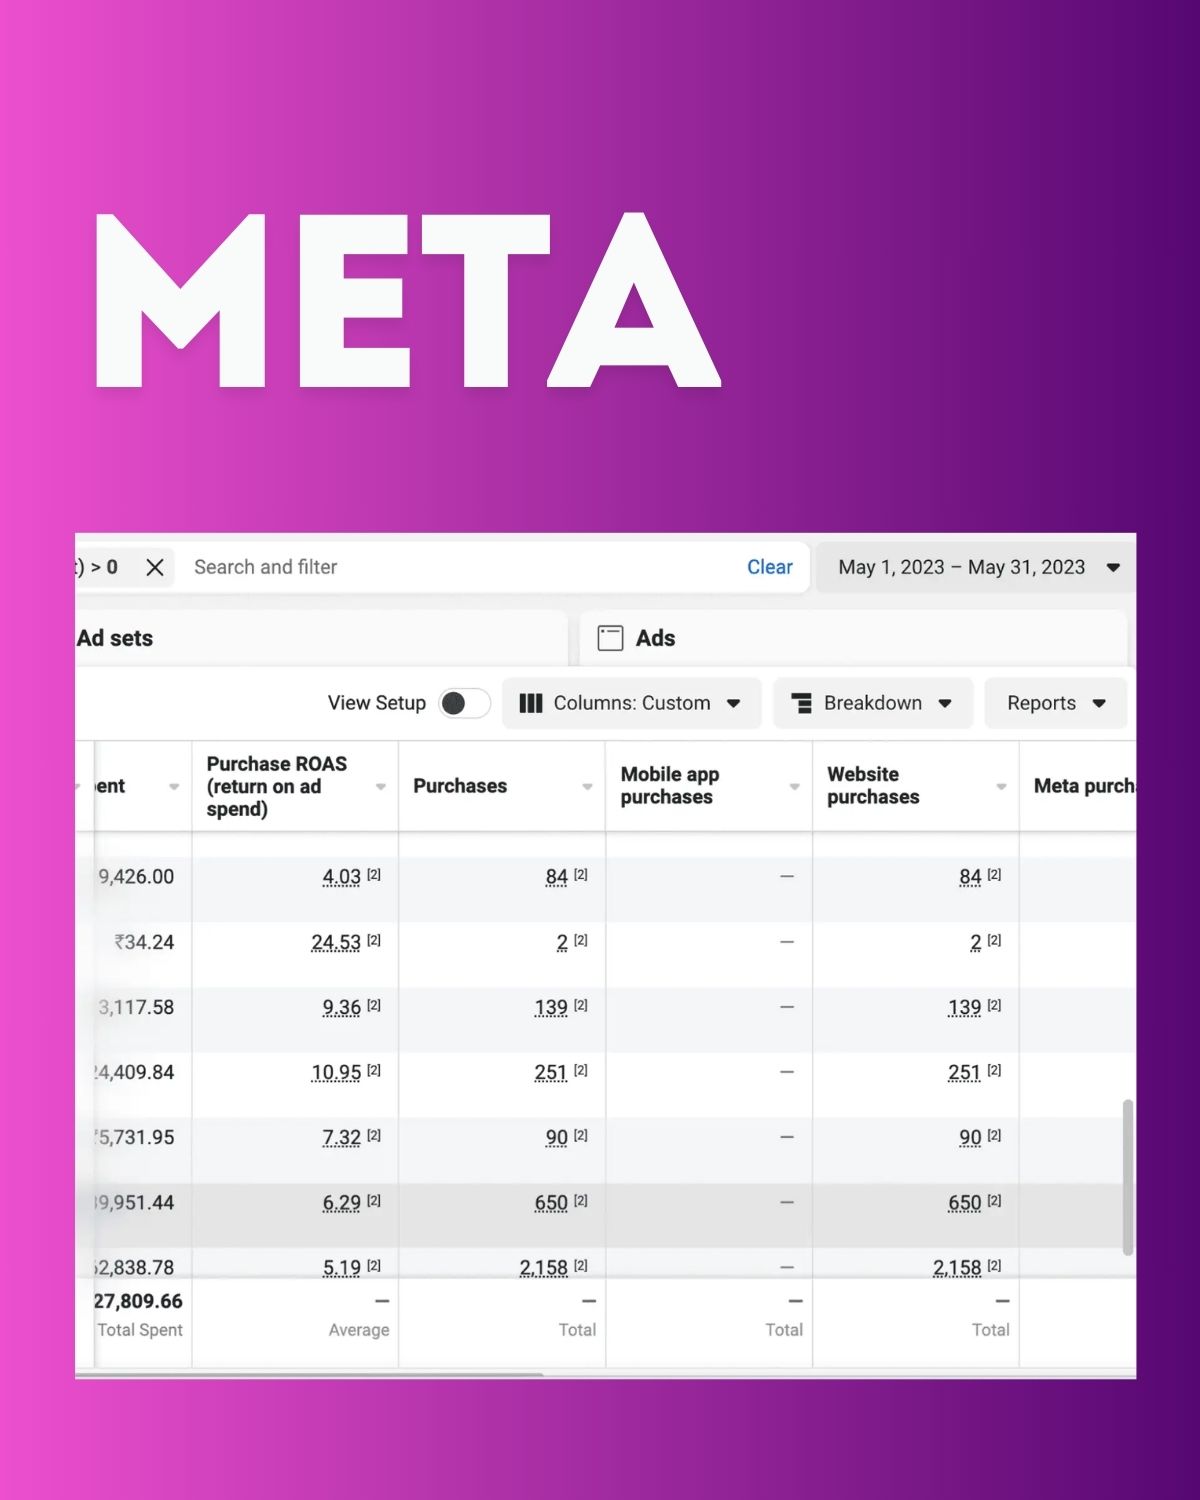 META
t) > 0 Search and filter Clear May 1, 2023 – May 31, 2023
Ad sets Ads
View Setup Columns: Custom Breakdown Reports
ent Purchase ROAS (return on ad spend) Purchases Mobile app purchases Website purchases Meta purch
9,426.00 4.03 [2] 84 [2] — 84 [2]
₹34.24 24.53 [2] 2 [2] — 2 [2]
3,117.58 9.36 [2] 139 [2] — 139 [2]
4,409.84 10.95 [2] 251 [2] — 251 [2]
5,731.95 7.32 [2] 90 [2] — 90 [2]
9,951.44 6.29 [2] 650 [2] — 650 [2]
2,838.78 5.19 [2] 2,158 [2] — 2,158 [2]
27,809.66 — — — —
Total Spent Average Total Total Total